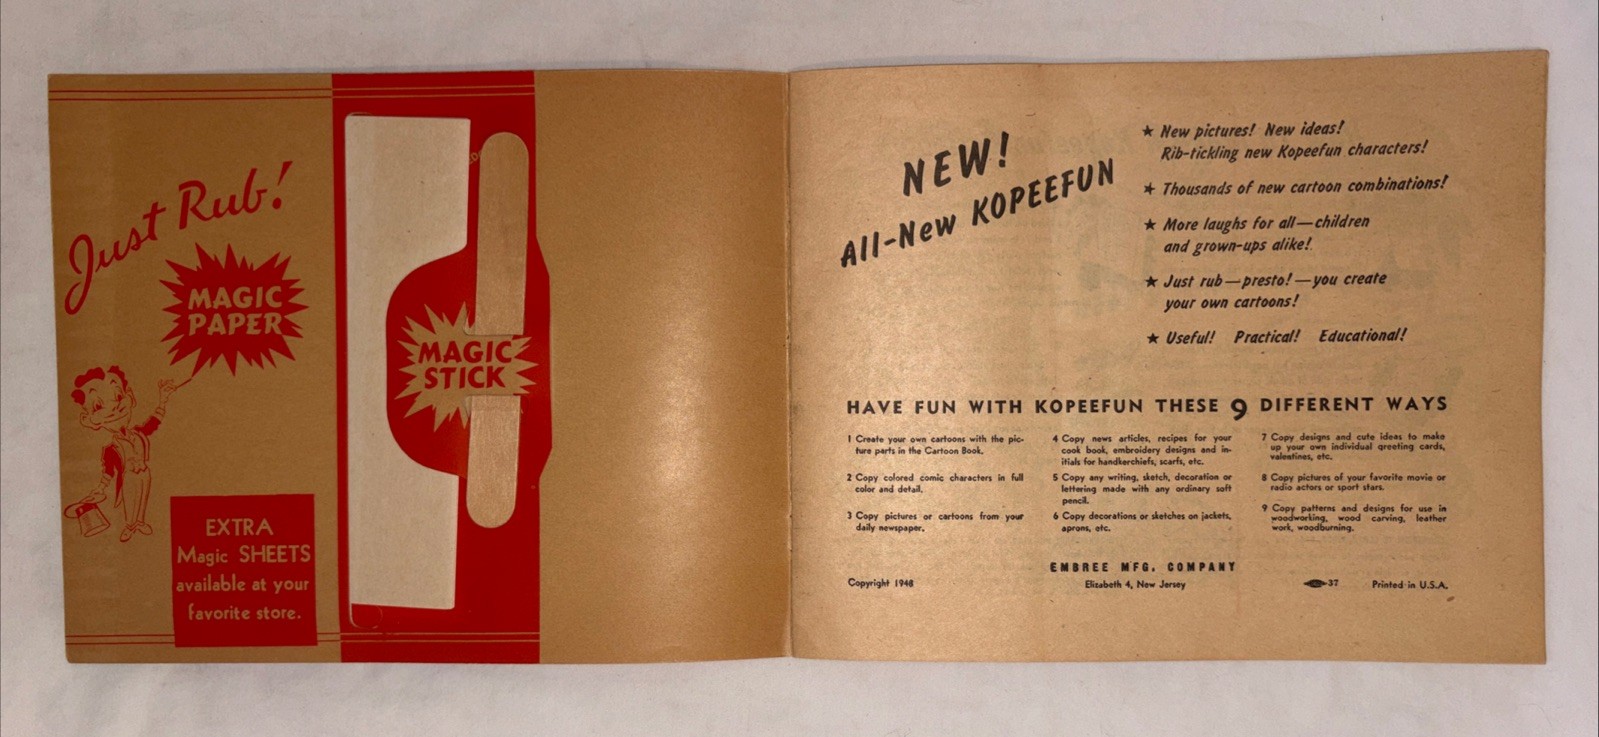 Just Rub!
MAGIC
PAPER
EXTRA
Magic SHEETS
available at your
favorite store.
MAGIC
STICK
NEW!
All-New KOPEEFUN
★ New pictures! New ideas!
Rib-tickling new Kopeefun characters!
★ Thousands of new cartoon combinations!
★ More laughs for all—children
and grown-ups alike!
★ Just rub—presto!—you create
your own cartoons!
★ Useful! Practical! Educational!
HAVE FUN WITH KOPEEFUN THESE 9 DIFFERENT WAYS
1 Create your own cartoons with the pic-
ture parts in the Cartoon Book.
2 Copy colored comic characters in full
color and detail.
3 Copy pictures or cartoons from your
daily newspaper.
4 Copy news articles, recipes for your
cook book, embroidery designs and in-
itials for handkerchiefs, scarfs, etc.
5 Copy any writing, sketch, decoration or
lettering made with any ordinary soft
pencil.
6 Copy decorations or sketches on jackets,
aprons, etc.
7 Copy designs and cute ideas to make
up your own individual greeting cards,
valentines, etc.
8 Copy pictures of your favorite movie or
radio actors or sport stars.
9 Copy patterns and designs for use in
woodworking, wood carving, leather
work, woodburning.
EMBREE MFG. COMPANY
Copyright 1948
Elizabeth 4, New Jersey
37
Printed in U.S.A.